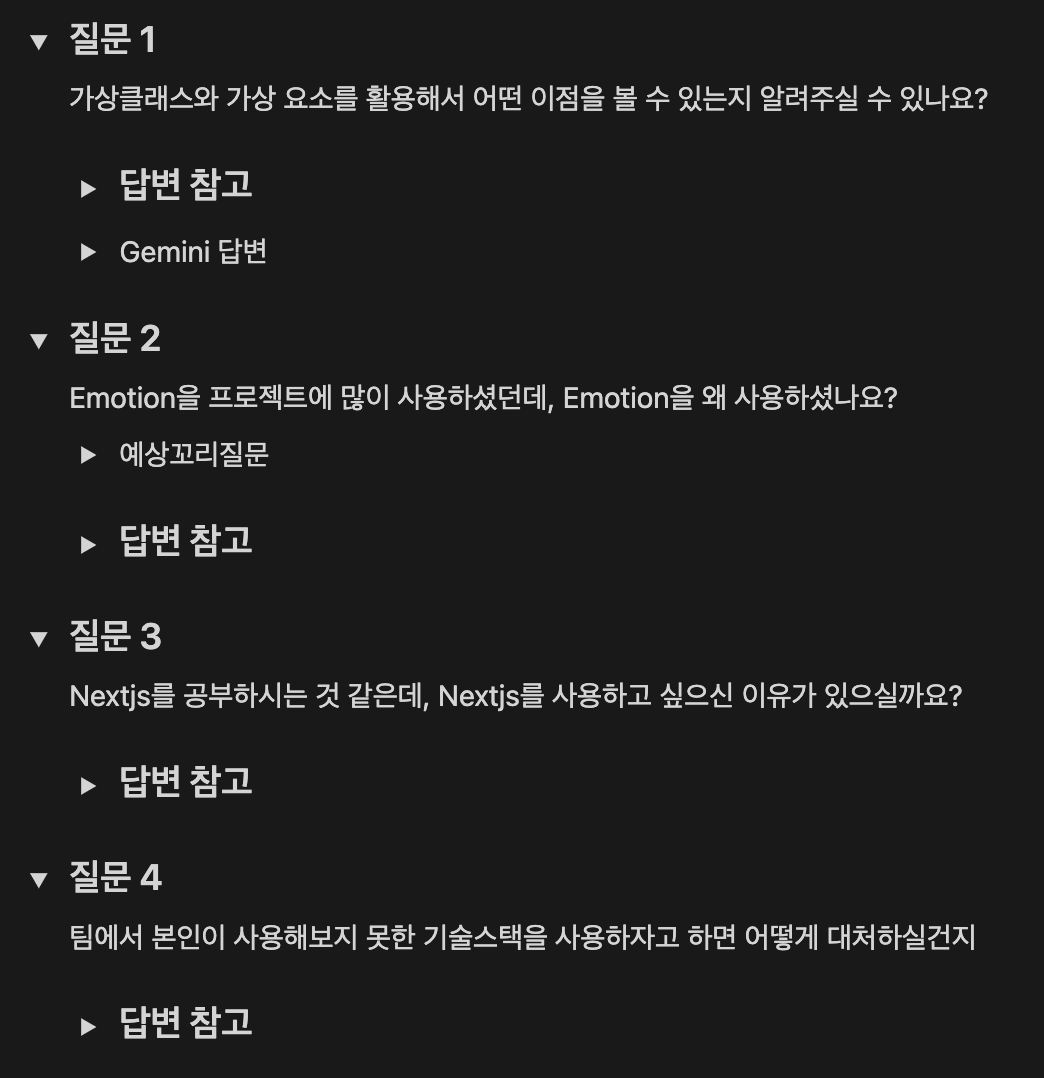 질문 1
가상클래스와 가상 요소를 활용해서 어떤 이점을 볼 수 있는지 알려주실 수 있나요?
답변 참고
Gemini 답변
질문 2
Emotion을 프로젝트에 많이 사용하셨던데, Emotion을 왜 사용하셨나요?
예상꼬리질문
답변 참고
질문 3
Nextjs를 공부하시는 것 같은데, Nextjs를 사용하고 싶으신 이유가 있으실까요?
답변 참고
질문 4
팀에서 본인이 사용해보지 못한 기술스택을 사용하자고 하면 어떻게 대처하실건지
답변 참고